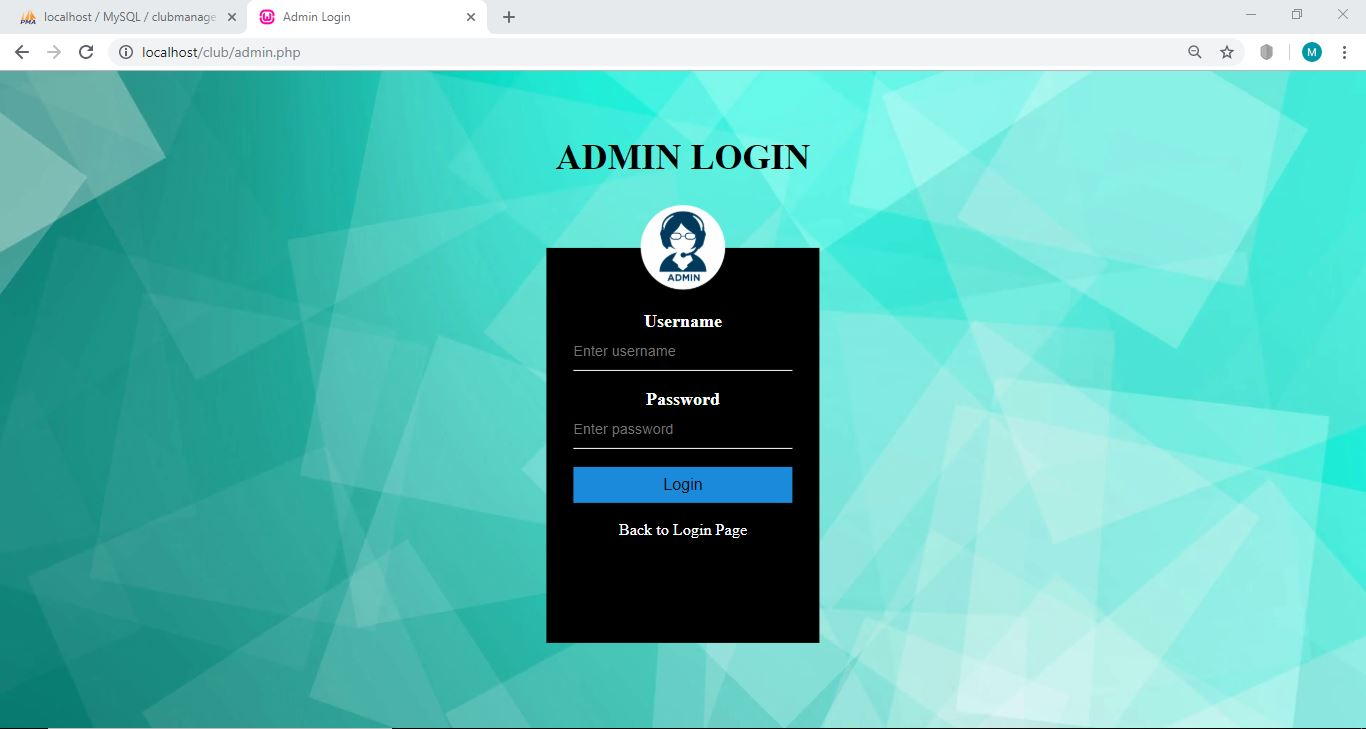 PMA
localhost / MySQL / clubmanage
Admin Login
localhost/club/admin.php
M
ADMIN LOGIN
ADMIN
Username
Enter username
Password
Enter password
Login
Back to Login Page